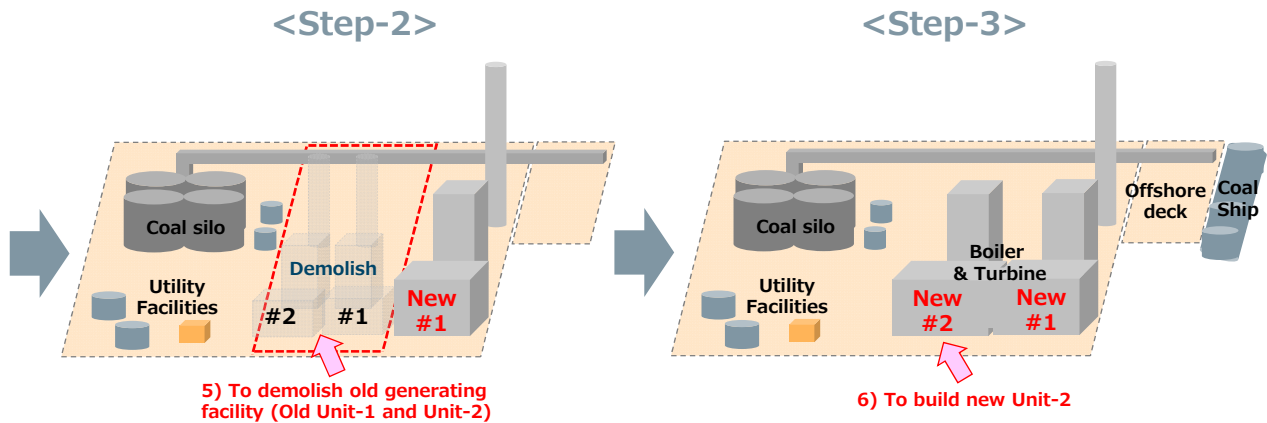 <Step-2>
Coal silo
Demolish
Utility
Facilities
#2
#1
New
#1
5) To demolish old generating
facility (Old Unit-1 and Unit-2)
<Step-3>
Offshore
deck
Coal
Ship
Coal silo
Boiler
& Turbine
Utility
Facilities
New
#2
New
#1
6) To build new Unit-2